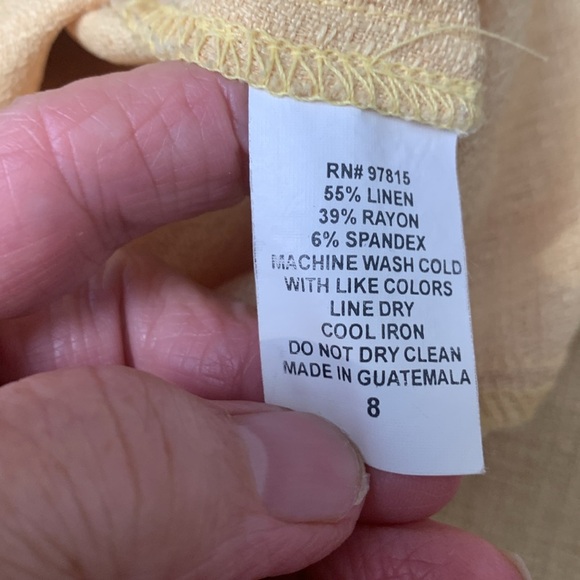 RN# 97815
55% LINEN
39% RAYON
6% SPANDEX
MACHINE WASH COLD
WITH LIKE COLORS
LINE DRY
COOL IRON
DO NOT DRY CLEAN
MADE IN GUATEMALA
8